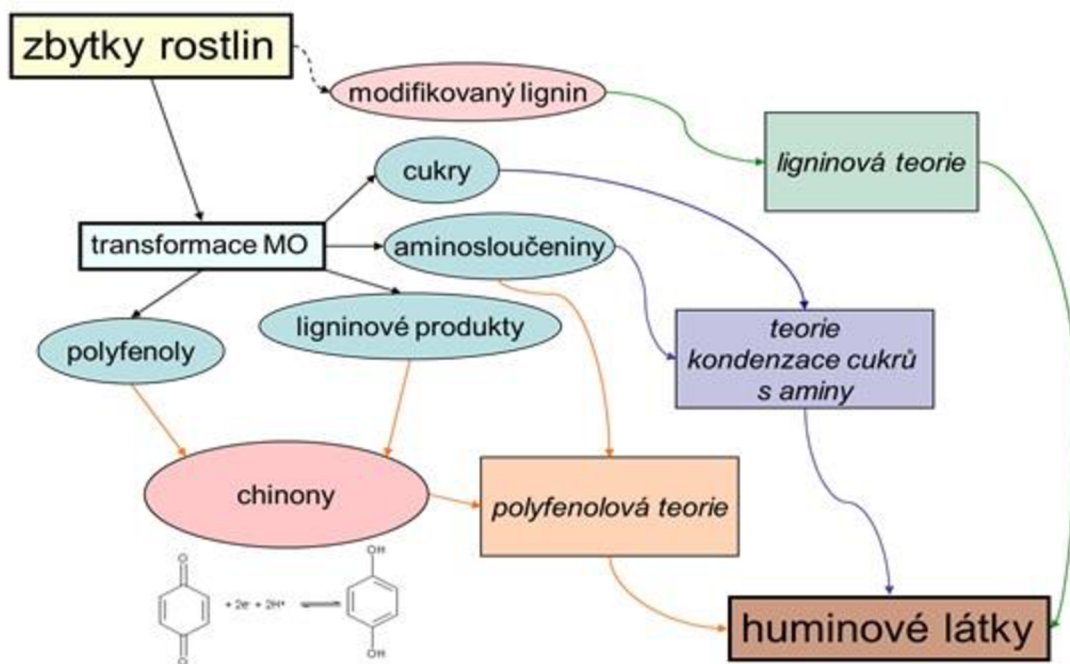 zbytky rostlin
modifikovaný lignin
ligninová teorie
cukry
transformace MO
aminosloučeniny
ligninové produkty
polyfenoly
teorie
kondenzace cukrů
s aminy
chinony
polyfenolová teorie
O
O
+ 2e⁻ + 2H⁺
OH
OH
huminové látky